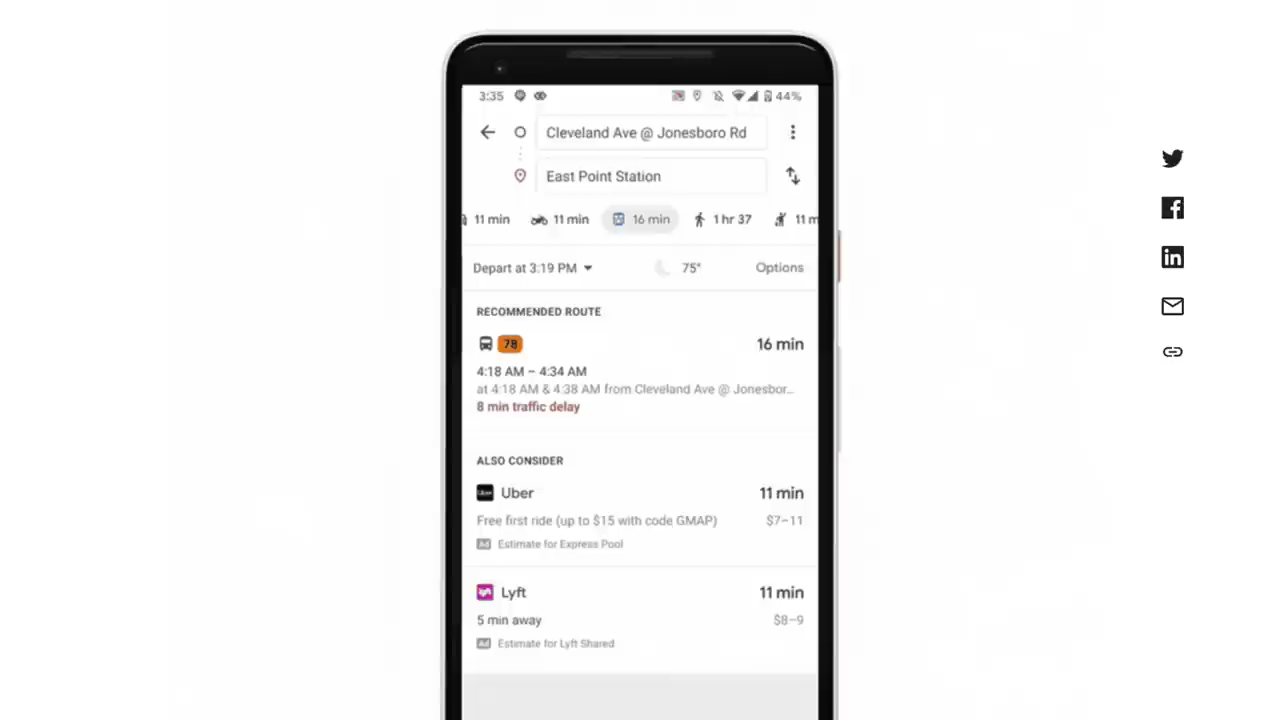 3:35
44%
Cleveland Ave @ Jonesboro Rd
East Point Station
11 min
11 min
16 min
1 hr 37
11 m
Depart at 3:19 PM
75°
Options
RECOMMENDED ROUTE
78
16 min
4:18 AM – 4:34 AM
at 4:18 AM & 4:38 AM from Cleveland Ave @ Jonesbor...
8 min traffic delay
ALSO CONSIDER
Uber
Uber
11 min
Free first ride (up to $15 with code GMAP)
$7–11
Ad
Estimate for Express Pool
lyft
Lyft
11 min
5 min away
$8–9
Ad
Estimate for Lyft Shared